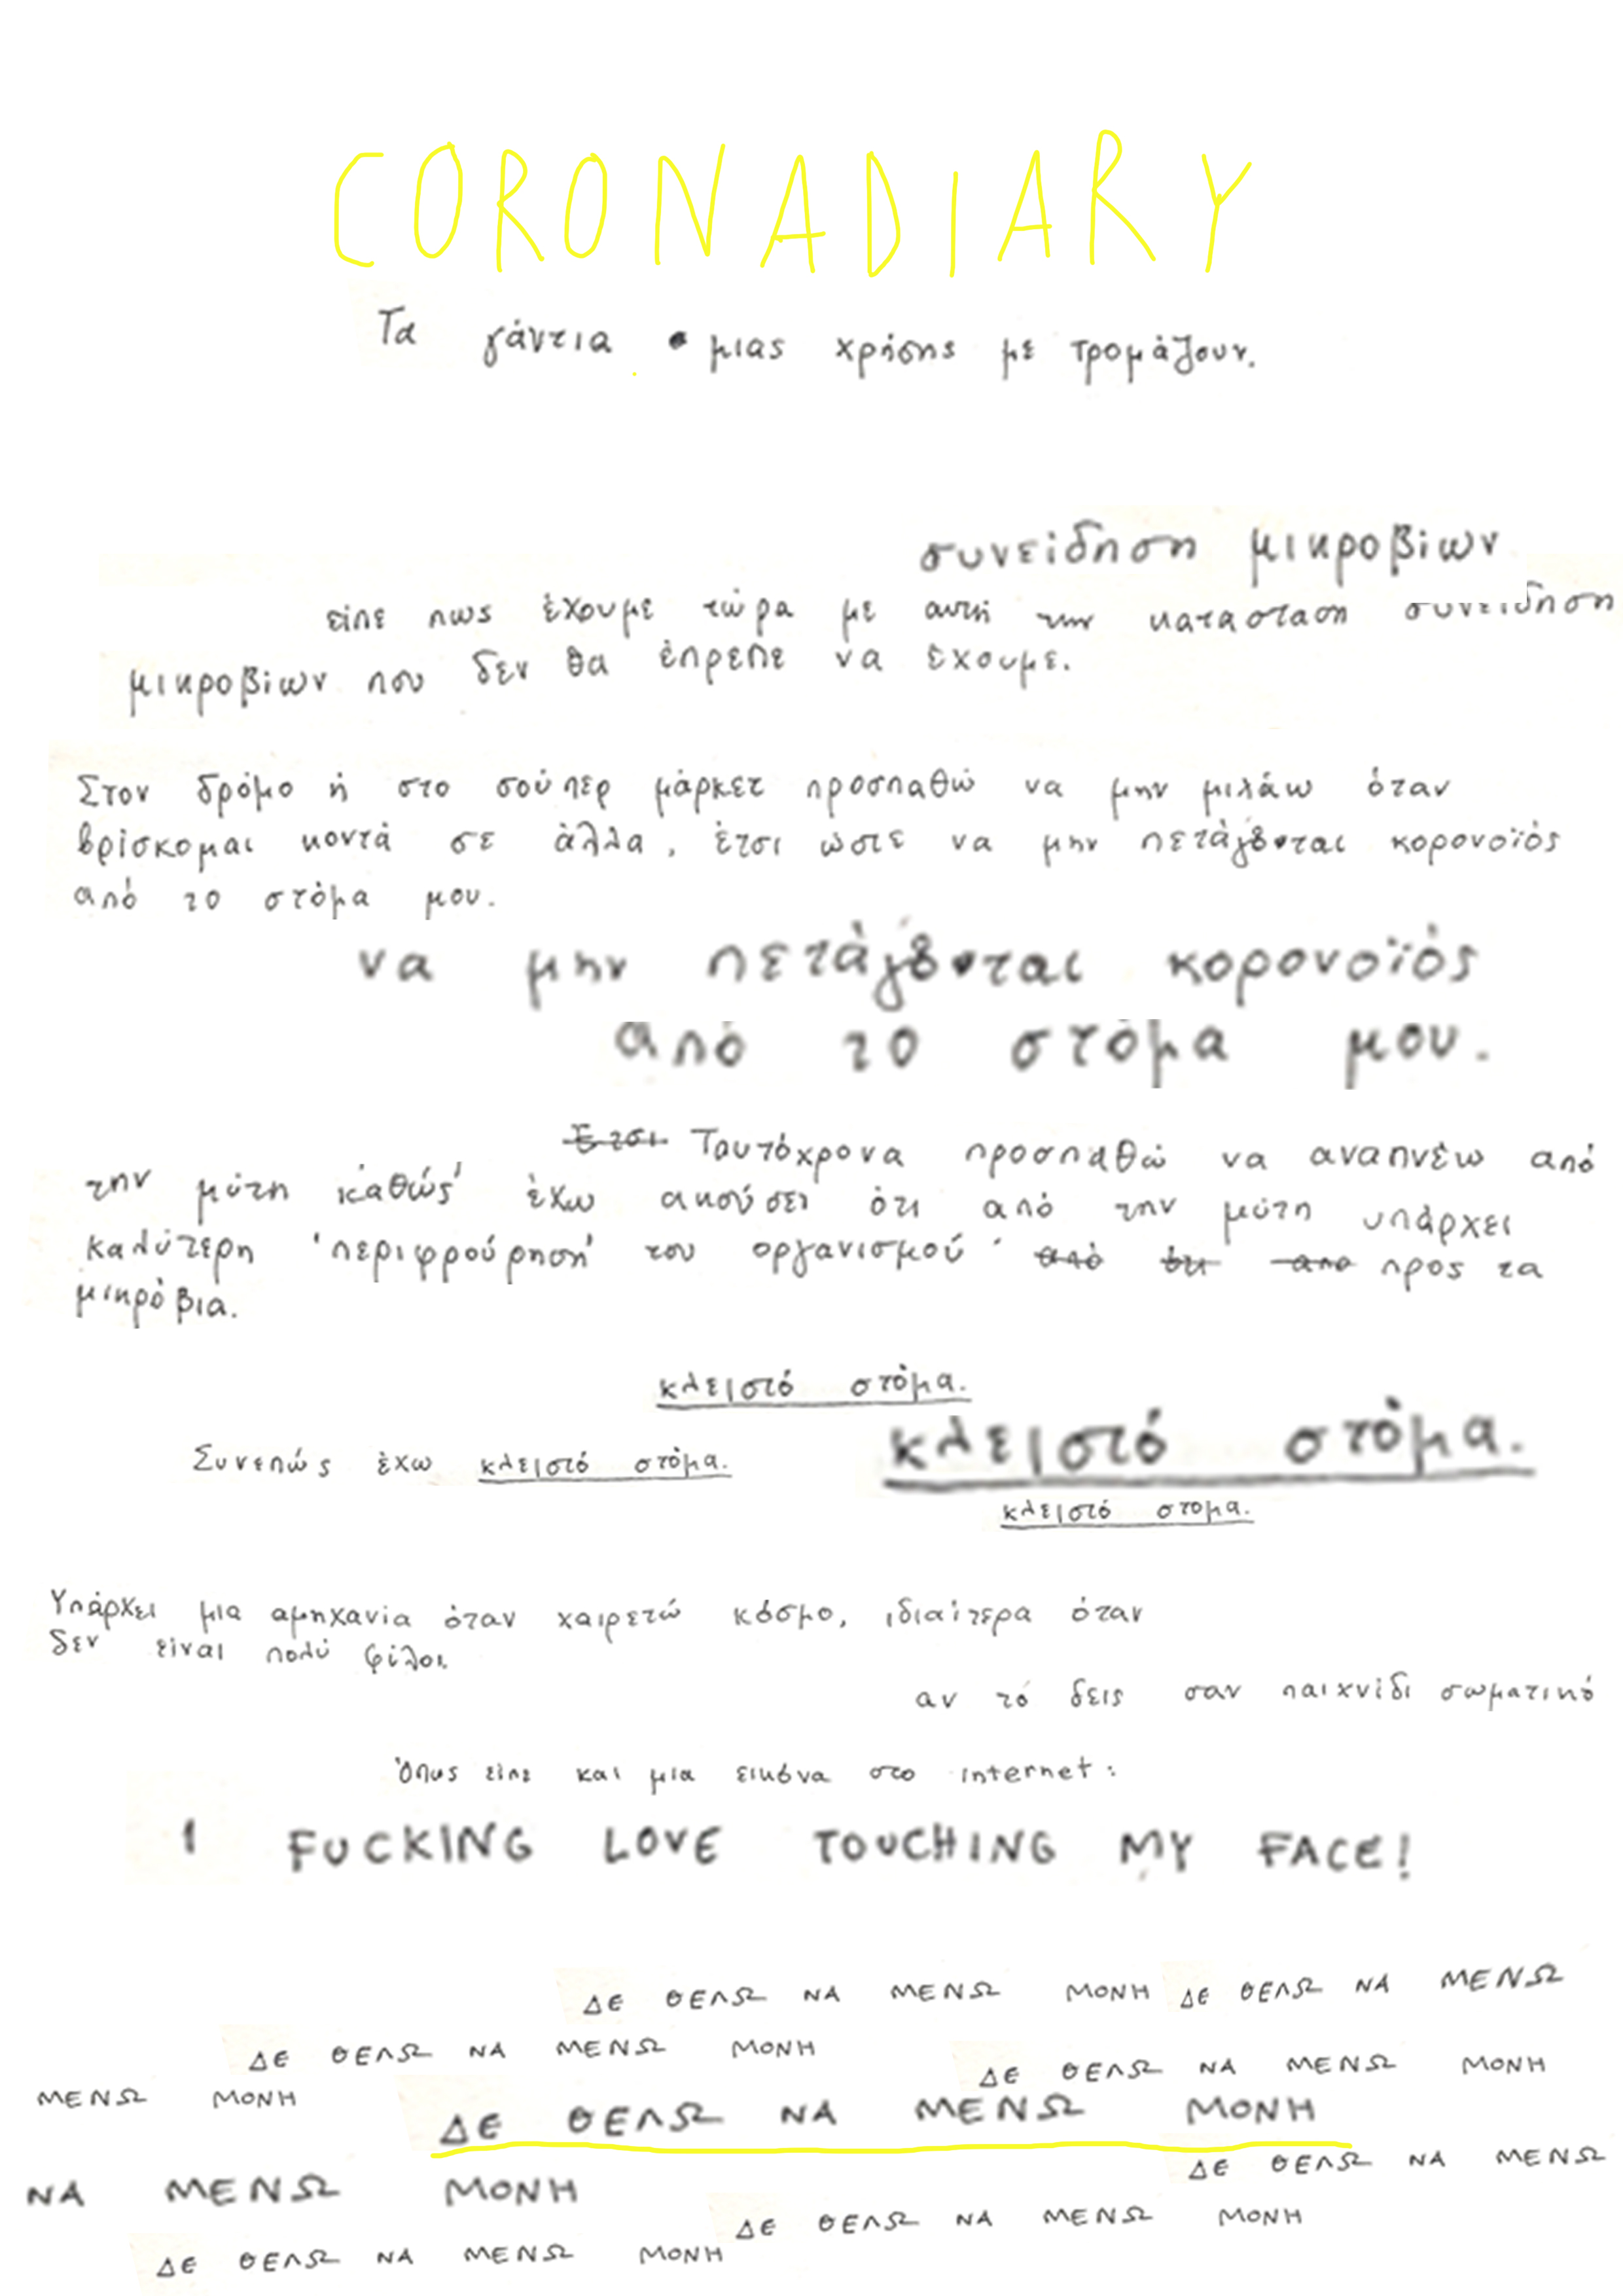 CORONADIARY
Τα γάντια μιας χρήσης με τρομάζουν.
συνείδηση μικροβίων
είπε πως έχουμε τώρα με αυτή την κατασταση συνείδηση
μικροβίων που δεν θα έπρεπε να έχουμε.
Στον δρόμο ή στο σούπερ μάρκετ προσπαθώ να μην μιλάω όταν
βρίσκομαι κοντά σε άλλα, έτσι ώστε να μην κορονοϊός
από το στόμα μου.
να μην κορονοϊός
από το στόμα μου.
Ετσι Ταυτόχρονα προσπαθώ να αναπνέω από
την μύτη καθώς έχω ακούσει ότι από την μύτη υπάρχει
καλύτερη 'περιφρούρηση' του οργανισμού από ότι απο προς τα
μικρόβια.
κλειστό στόμα.
κλειστό στόμα.
Συνεπώς έχω κλειστό στόμα.
κλειστό στομα.
Υπάρχει μια αμηχανία όταν χαιρετώ κόσμο, ιδιαίτερα όταν
δεν είναι πολύ φίλοι.
αν τό δεις σαν παιχνίδι σωματικό
Όπως είπε και μια εικόνα στο internet:
I FUCKING LOVE TOUCHING MY FACE!
ΔΕ ΘΕΛΩ ΝΑ ΜΕΝΩ ΜΟΝΗ ΔΕ ΘΕΛΩ ΝΑ ΜΕΝΩ
ΔΕ ΘΕΛΩ ΝΑ ΜΕΝΩ ΜΟΝΗ
ΔΕ ΘΕΛΩ ΝΑ ΜΕΝΩ ΜΟΝΗ
ΜΕΝΩ ΜΟΝΗ
ΔΕ ΘΕΛΩ ΝΑ ΜΕΝΩ ΜΟΝΗ
ΔΕ ΘΕΛΩ ΝΑ ΜΕΝΩ
ΝΑ ΜΕΝΩ ΜΟΝΗ
ΔΕ ΘΕΛΩ ΝΑ ΜΕΝΩ ΜΟΝΗ
ΔΕ ΘΕΛΩ ΝΑ ΜΕΝΩ ΜΟΝΗ